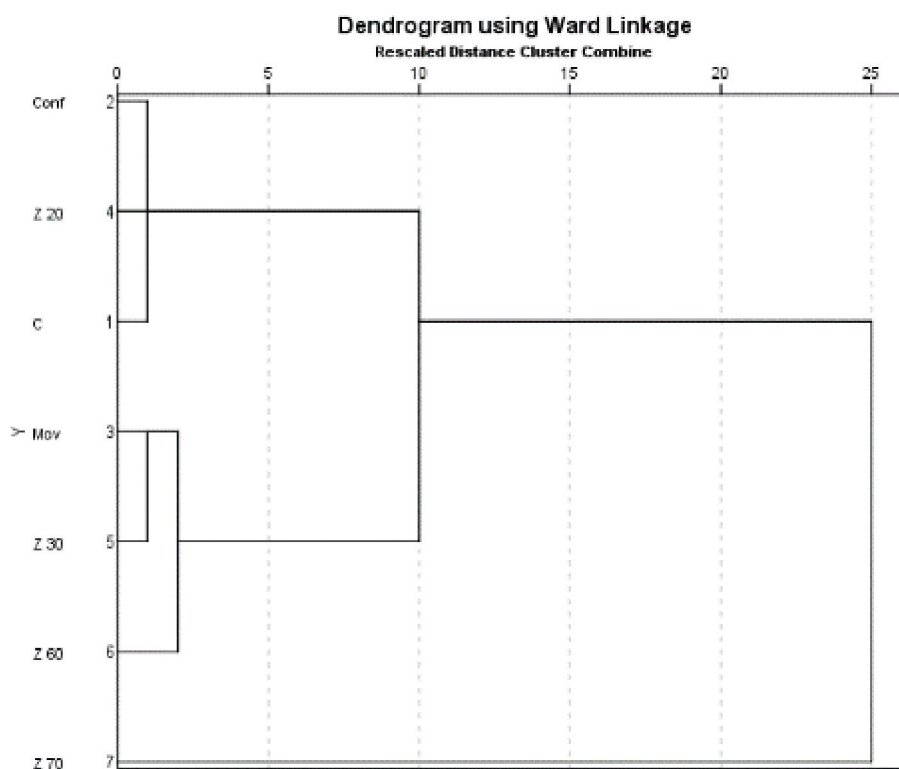 Dendrogram using Ward Linkage
Rescaled Distance Cluster Combine
0 5 10 15 20 25
Conf 2
Z 20 4
C 1
Y
Mov 3
Z 30 5
Z 60 6
Z 70 7